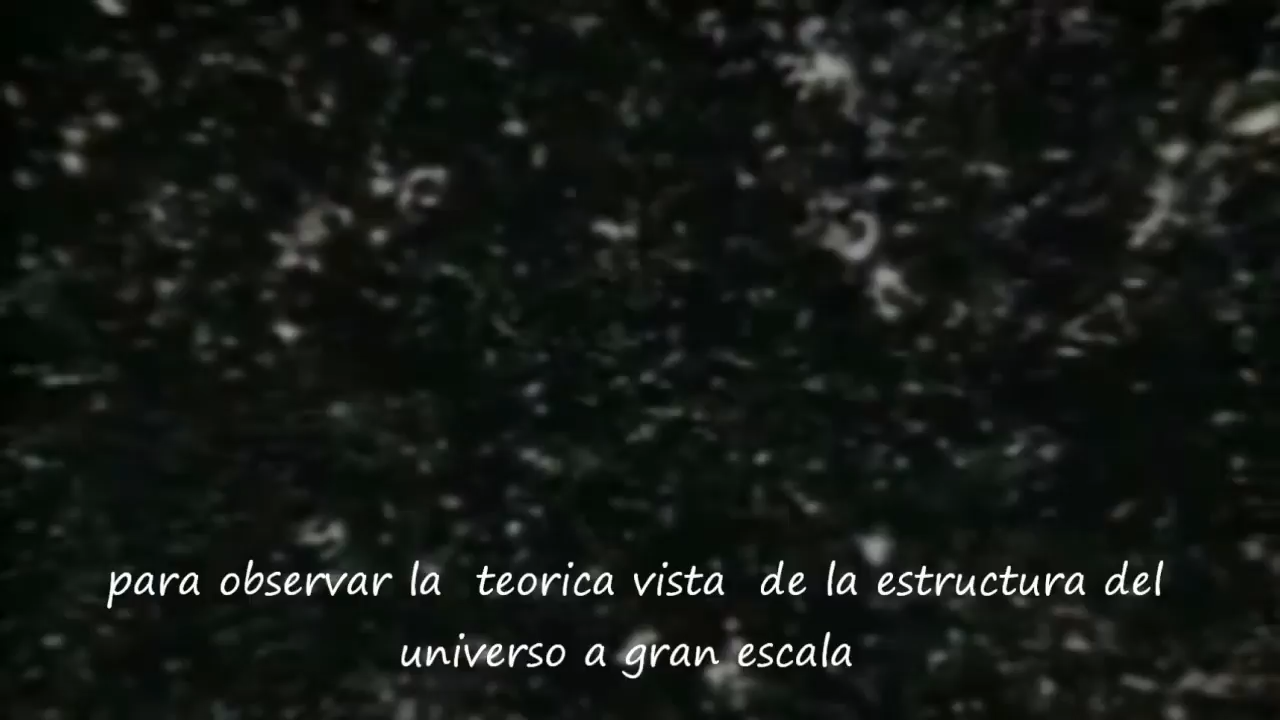 para observar la teorica vista de la estructura del
universo a gran escala